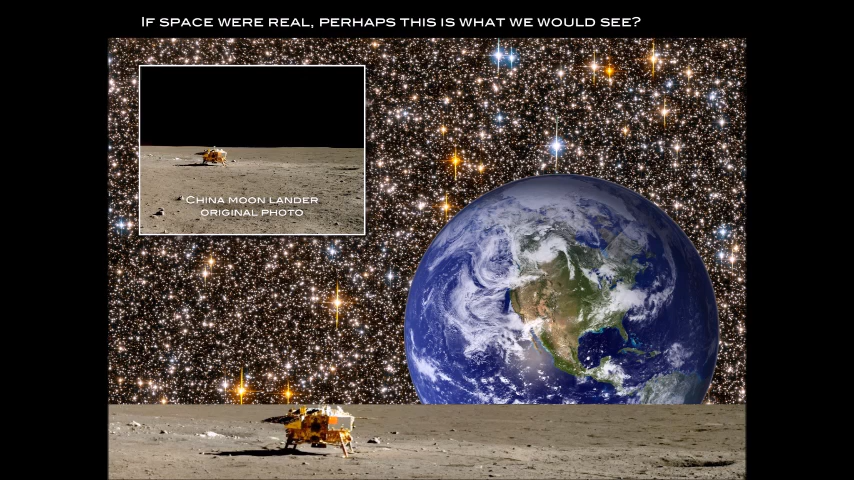 If space were real, perhaps this is what we would see?
*China moon lander
original photo